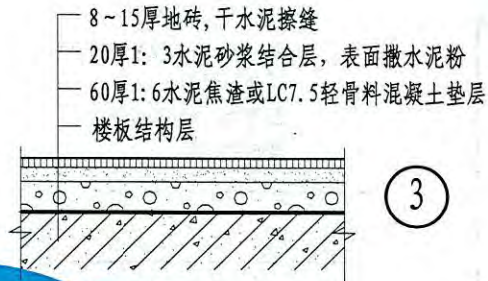 8~15厚地砖,干水泥擦缝
20厚1：3水泥砂浆结合层，表面撒水泥粉
60厚1:6水泥焦渣或LC7.5轻骨料混凝土垫层
楼板结构层
3